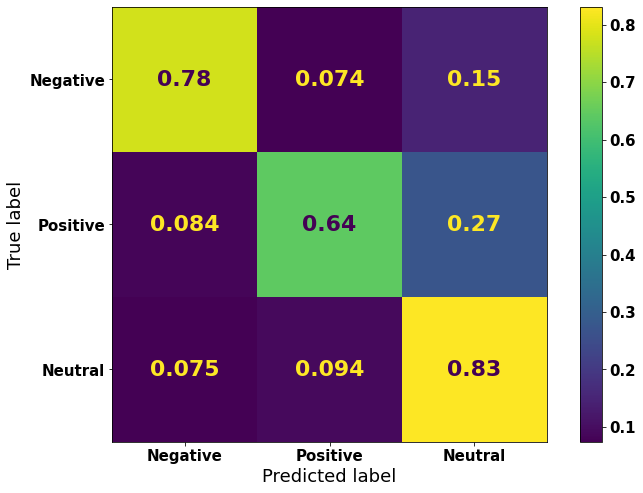 0.8
Negative 0.78 0.074 0.15
0.7
0.6
0.5
True label
Positive 0.084 0.64 0.27
0.4
0.3
Neutral 0.075 0.094 0.83
0.2
0.1
Negative Positive Neutral
Predicted label